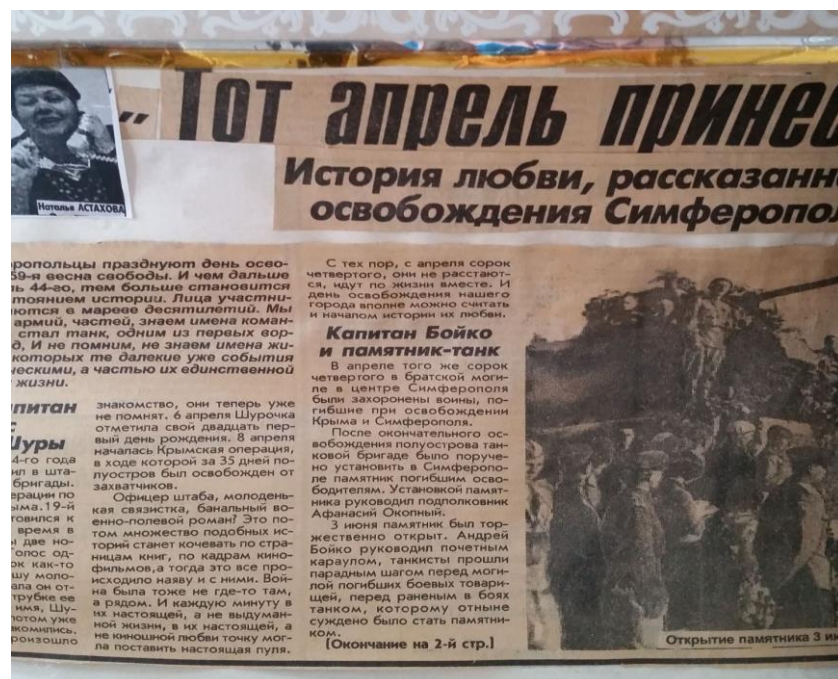 „Тот апрель принес
История любви, рассказанн
освобождения Симферопол
Наталья АСТАХОВА
ропольцы празднуют день осво-
59-я весна свободы. И чем дальше
ь 44-го, тем больше становится
тоянием истории. Лица участни-
ются в мареве десятилетий. Мы
армий, частей, знаем имена коман-
стал танк, одним из первых вор-
д. И не помним, не знаем имена жи-
которых те далекие уже события
ческими, а частью их единственной
жизни.
питан
с
Шуры
4-го года
ил в шта-
бригады.
ерации по
ыма. 19-й
товился к
время в
ы две но-
олос од-
ок как-то
шу моло-
ала он от-
трубке ее
имя, Шу-
потом уже
комились.
роизошло
знакомство, они теперь уже
не помнят. 6 апреля Шурочка
отметила свой двадцать пер-
вый день рождения. 8 апреля
началась Крымская операция,
в ходе которой за 35 дней по-
луостров был освобожден от
захватчиков.
Офицер штаба, молодень-
кая связистка, банальный во-
енно-полевой роман? Это по-
том множество подобных ис-
торий станет кочевать по стра-
ницам книг, по кадрам кино-
фильмов, а тогда это все про-
исходило наяву и с ними. Вой-
на была тоже не где-то там,
а рядом. И каждую минуту в
их настоящей, а не выдуман-
ной жизни, в их настоящей, а
не киношной любви точку мог-
ла поставить настоящая пуля.
С тех пор, с апреля сорок
четвертого, они не расстают-
ся, идут по жизни вместе. И
день освобождения нашего
города вполне можно считать
и началом истории их любви.
Капитан Бойко
и памятник-танк
В апреле того же сорок
четвертого в братской моги-
ле в центре Симферополя
были захоронены воины, по-
гибшие при освобождении
Крыма и Симферополя.
После окончательного ос-
вобождения полуострова тан-
ковой бригаде было поруче-
но установить в Симферопо-
ле памятник погибшим осво-
бодителям. Установкой памят-
ника руководил подполковник
Афанасий Окопный.
3 июня памятник был тор-
жественно открыт. Андрей
Бойко руководил почетным
караулом, танкисты прошли
парадным шагом перед моги-
лой погибших боевых товари-
щей, перед раненым в боях
танком, которому отныне
суждено было стать памятни-
ком.
(Окончание на 2-й стр.)
Открытие памятника 3 ию